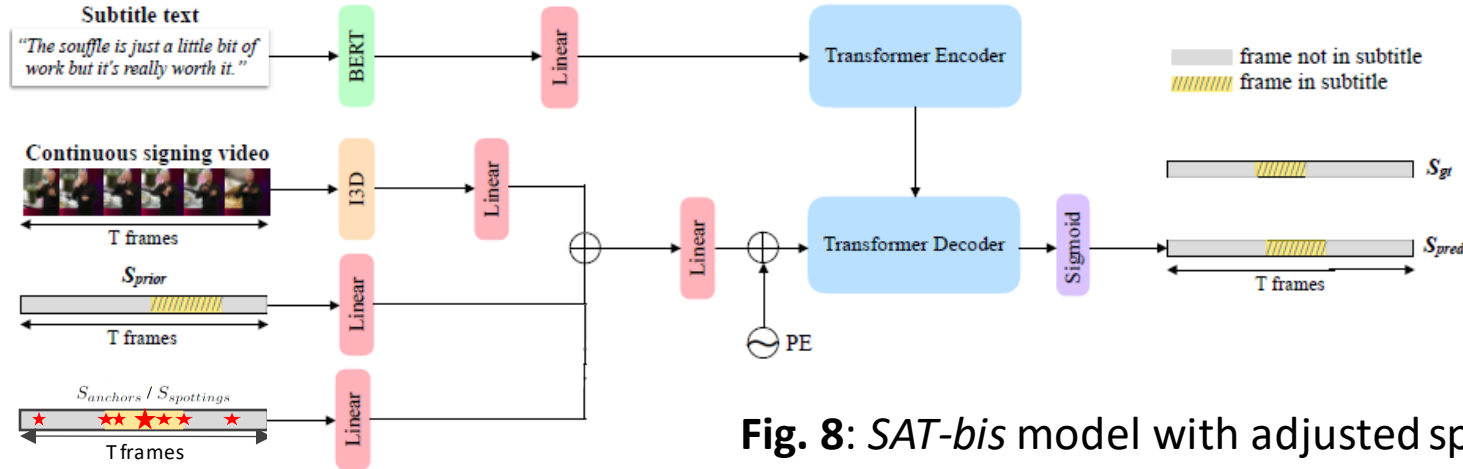 Subtitle text
“The souffle is just a little bit of
work but it's really worth it.”
BERT
Linear
Transformer Encoder
frame not in subtitle
frame in subtitle
Continuous signing video
T frames
I3D
Linear
Linear
PE
Transformer Decoder
Sigmoid
S_gt
S_pred
T frames
S_prior
T frames
Linear
S_anchors / S_spottings
T frames
Linear
Fig. 8: SAT-bis model with adjusted sp